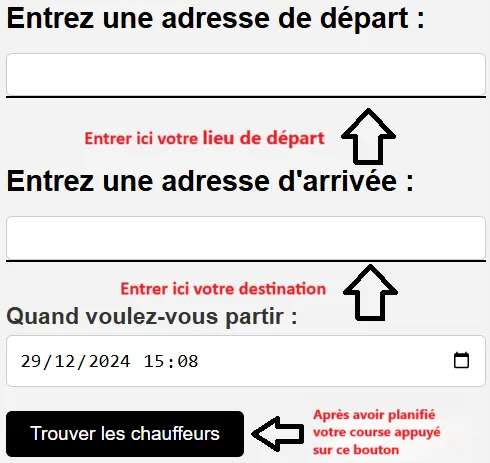 Entrez une adresse de départ :
Entrer ici votre lieu de départ
Entrez une adresse d'arrivée :
Entrer ici votre destination
Quand voulez-vous partir :
29/12/2024 15:08
Trouver les chauffeurs
Après avoir planifié
votre course appuyé
sur ce bouton